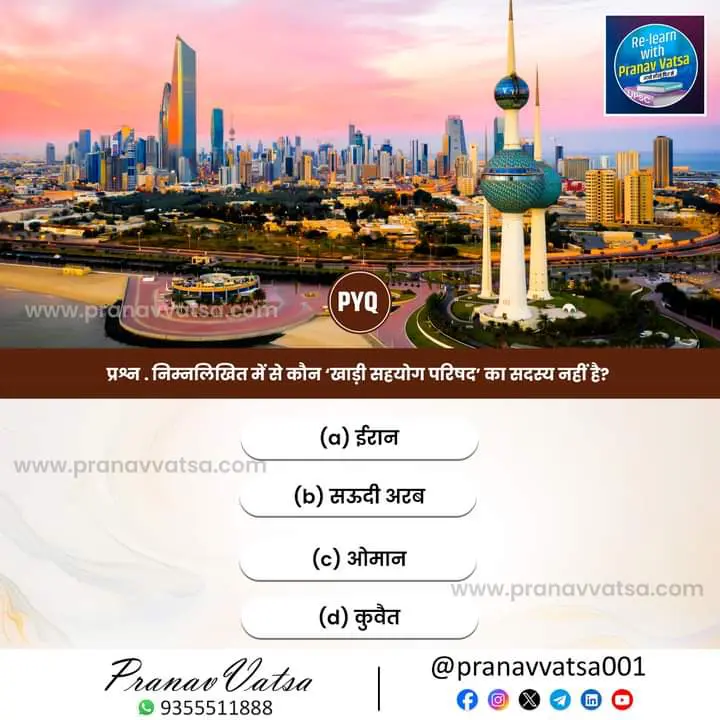 Re-learn
with
Pranav Vatsa
UPSC
www.pranavvatsa.com
PYQ
प्रश्न . निम्नलिखित में से कौन ‘खाड़ी सहयोग परिषद’ का सदस्य नहीं है?
(a) ईरान
www.pranavvatsa.com
(b) सऊदी अरब
(c) ओमान
www.pranavvatsa.com
(d) कुवैत
Pranav Vatsa
9355511888
@pranavvatsa001